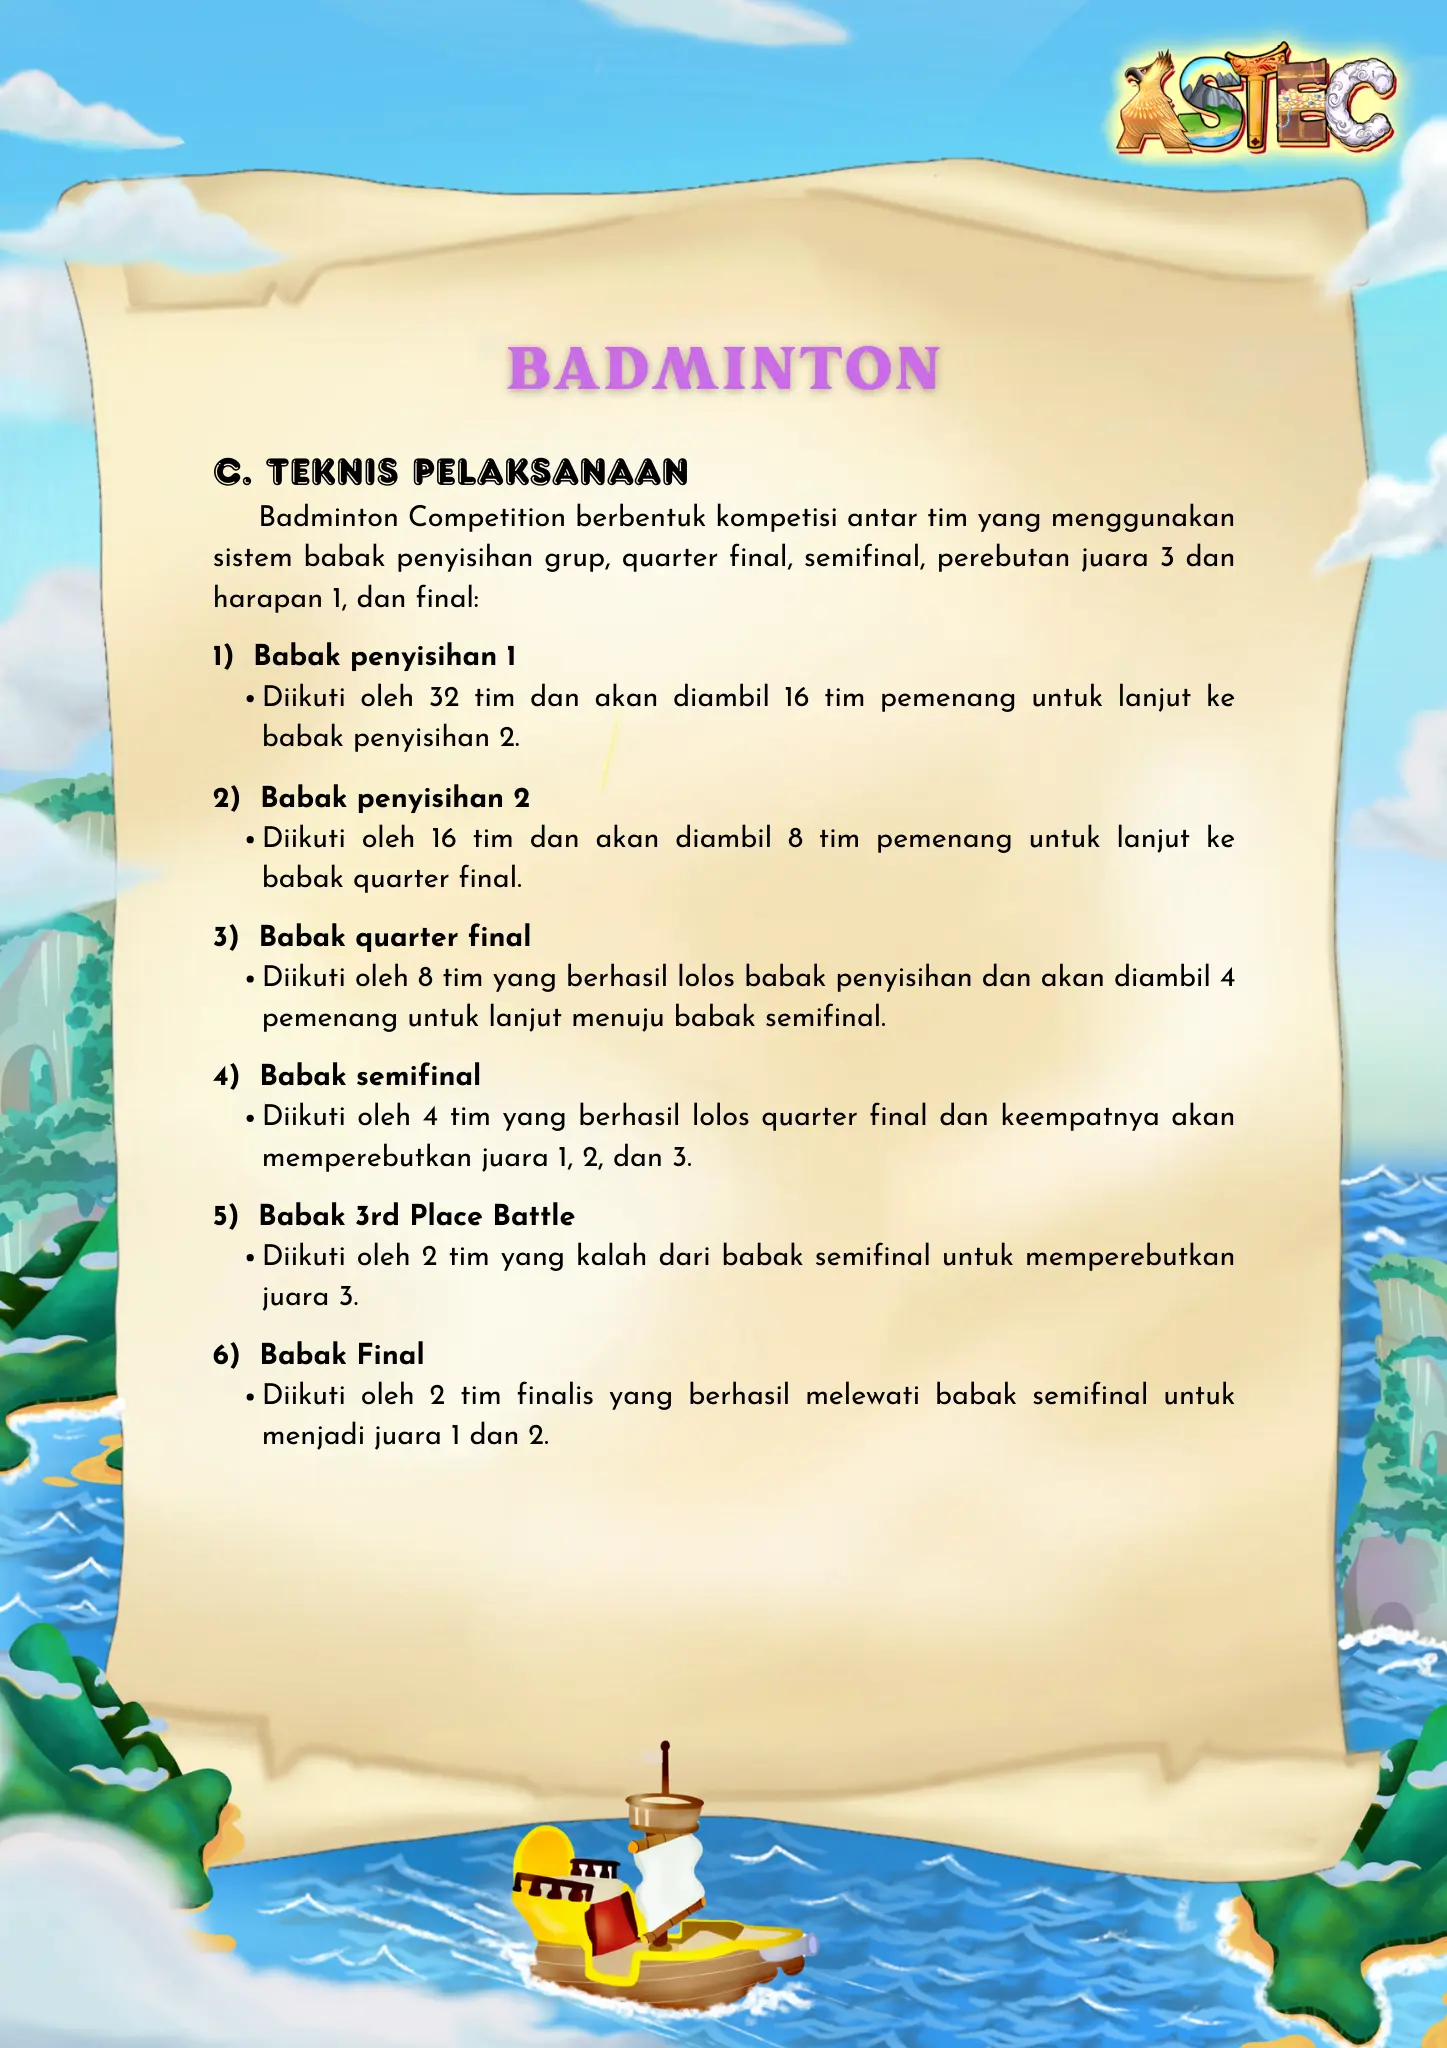 ASTEC
BADMINTON
C. TEKNIS PELAKSANAAN
Badminton Competition berbentuk kompetisi antar tim yang menggunakan
sistem babak penyisihan grup, quarter final, semifinal, perebutan juara 3 dan
harapan 1, dan final:
1) Babak penyisihan 1
• Diikuti oleh 32 tim dan akan diambil 16 tim pemenang untuk lanjut ke
babak penyisihan 2.
2) Babak penyisihan 2
• Diikuti oleh 16 tim dan akan diambil 8 tim pemenang untuk lanjut ke
babak quarter final.
3) Babak quarter final
• Diikuti oleh 8 tim yang berhasil lolos babak penyisihan dan akan diambil 4
pemenang untuk lanjut menuju babak semifinal.
4) Babak semifinal
• Diikuti oleh 4 tim yang berhasil lolos quarter final dan keempatnya akan
memperebutkan juara 1, 2, dan 3.
5) Babak 3rd Place Battle
• Diikuti oleh 2 tim yang kalah dari babak semifinal untuk memperebutkan
juara 3.
6) Babak Final
• Diikuti oleh 2 tim finalis yang berhasil melewati babak semifinal untuk
menjadi juara 1 dan 2.